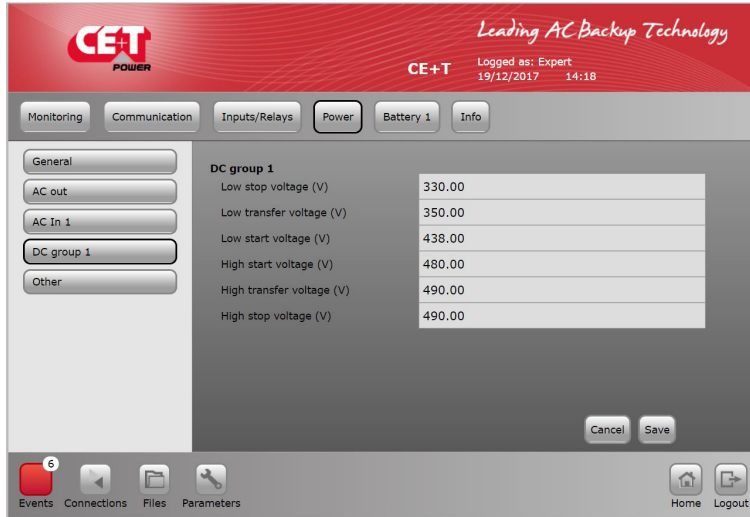 CE+T
POWER
Leading AC Backup Technology
CE+T
Logged as: Expert
19/12/2017 14:18
Monitoring Communication Inputs/Relays Power Battery 1 Info
General
AC out
AC In 1
DC group 1
Other
DC group 1
Low stop voltage (V) 330.00
Low transfer voltage (V) 350.00
Low start voltage (V) 438.00
High start voltage (V) 480.00
High transfer voltage (V) 490.00
High stop voltage (V) 490.00
Cancel Save
6
Events Connections Files Parameters Home Logout